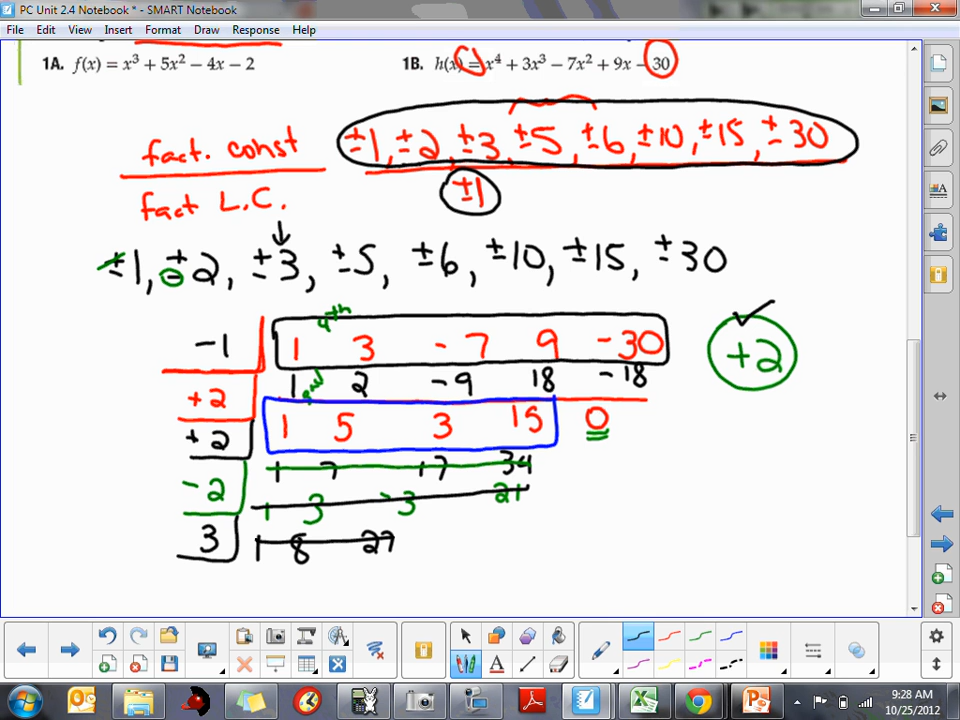 PC Unit 2.4 Notebook * - SMART Notebook
File Edit View Insert Format Draw Response Help
1A. f(x) = x³ + 5x² − 4x − 2 1B. h(x) = x⁴ + 3x³ − 7x² + 9x − 30
fact. const ±1, ±2, ±3, ±5, ±6, ±10, ±15, ±30
fact L.C. ±1
±1, ±2, ±3, ±5, ±6, ±10, ±15, ±30
4th
−1 1 3 −7 9 −30
+2
1 2 −9 18 −18
+2 1 5 3 15 0
+2
1 7 17 34
−2 1 3 −3 21
3 1 8 27
9:28 AM
10/25/2012